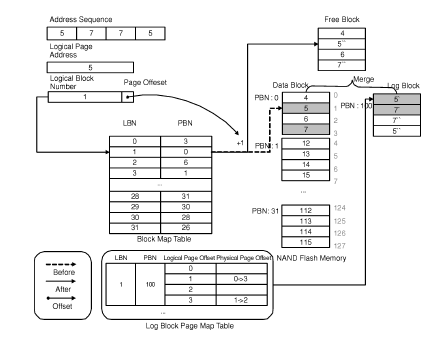 Address Sequence
5 7 7 5
Logical Page
Address
5
Logical Block
Number
Page Offeset
1
Free Block
4
5``
6
7``
Merge
Data Block
Log Block
PBN : 0
4 0
5 1
6 2
7 3
PBN : 1
12 4
13 5
14 6
15 7
...
PBN: 31
112 124
113 125
114 126
115 127
NAND Flash Memory
PBN : 100
5`
7`
7``
5``
+1
LBN PBN
0 3
1 0
2 6
3 1
...
28 31
29 30
30 28
31 26
Block Map Table
Before
After
Offset
LBN PBN Logical Page Offset Physical Page Offset
1 100
0
1 0->3
2
3 1->2
...
Log Block Page Map Table